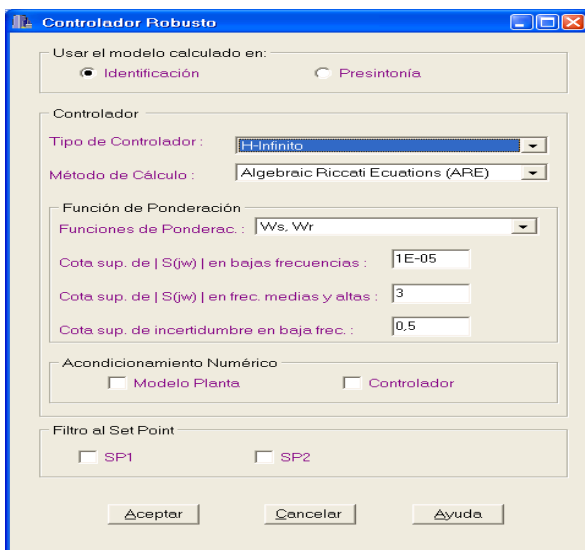 Controlador Robusto
Usar el modelo calculado en:
Identificación Presintonía
Controlador
Tipo de Controlador : H-Infinito
Método de Cálculo : Algebraic Riccati Ecuations (ARE)
Función de Ponderación
Funciones de Ponderac. : Ws, Wr
Cota sup. de | S(jw) | en bajas frecuencias : 1E-05
Cota sup. de | S(jw) | en frec. medias y altas : 3
Cota sup. de incertidumbre en baja frec. : 0,5
Acondicionamiento Numérico
Modelo Planta Controlador
Filtro al Set Point
SP1 SP2
Aceptar Cancelar Ayuda